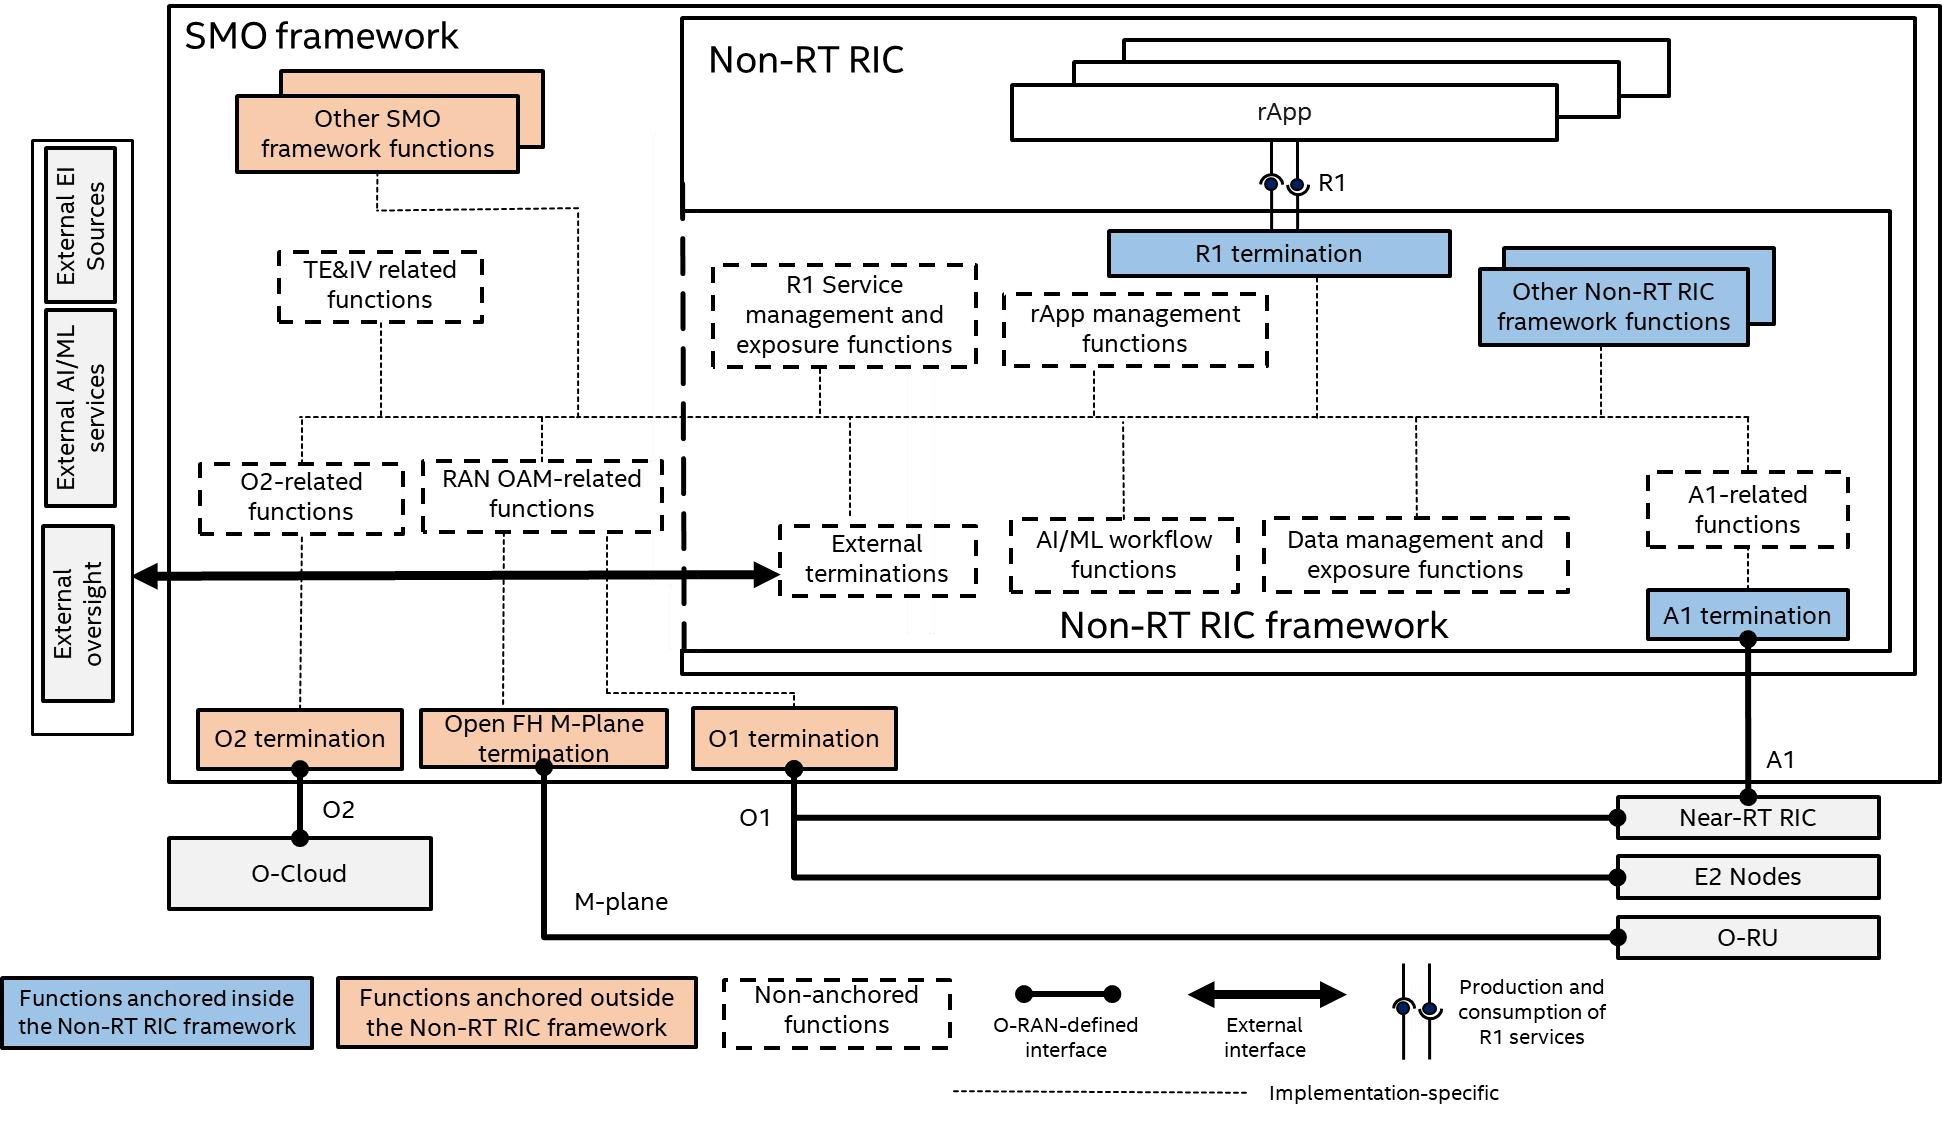 SMO framework
Non-RT RIC
rApp
Other SMO
framework functions
R1
External EI
Sources
R1 termination
TE&IV related
functions
R1 Service
management and
exposure functions
rApp management
functions
Other Non-RT RIC
framework functions
External AI/ML
services
O2-related
functions
RAN OAM-related
functions
A1-related
functions
External
oversight
External
terminations
AI/ML workflow
functions
Data management and
exposure functions
Non-RT RIC framework
A1 termination
O2 termination
Open FH M-Plane
termination
O1 termination
A1
O2
O1
Near-RT RIC
O-Cloud
E2 Nodes
M-plane
O-RU
Functions anchored inside
the Non-RT RIC framework
Functions anchored outside
the Non-RT RIC framework
Non-anchored
functions
O-RAN-defined
interface
External
interface
Production and
consumption of
R1 services
Implementation-specific